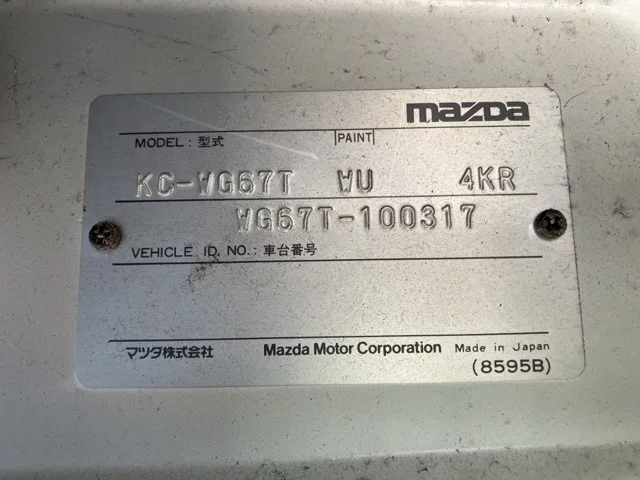 mazda
MODEL : 型式 PAINT
KC-WG67T WU 4KR
WG67T-100317
VEHICLE ID. NO. : 車台番号
マツダ株式会社 Mazda Motor Corporation Made in Japan
(8595B)